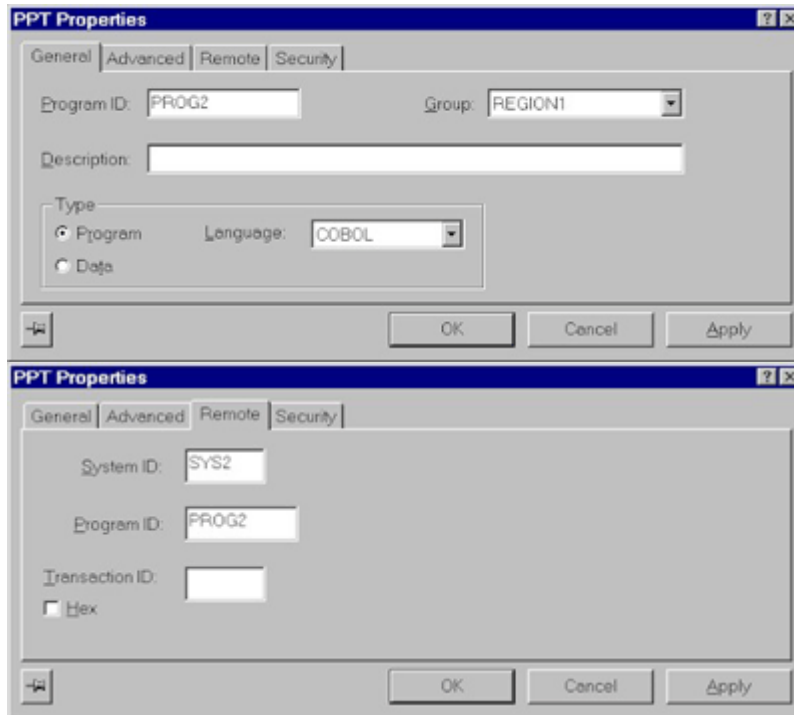 PPT Properties
General Advanced Remote Security
Program ID: PROG2 Group: REGION1
Description:
Type
Program Language: COBOL
Data
OK Cancel Apply
PPT Properties
General Advanced Remote Security
System ID: SYS2
Program ID: PROG2
Transaction ID:
Hex
OK Cancel Apply